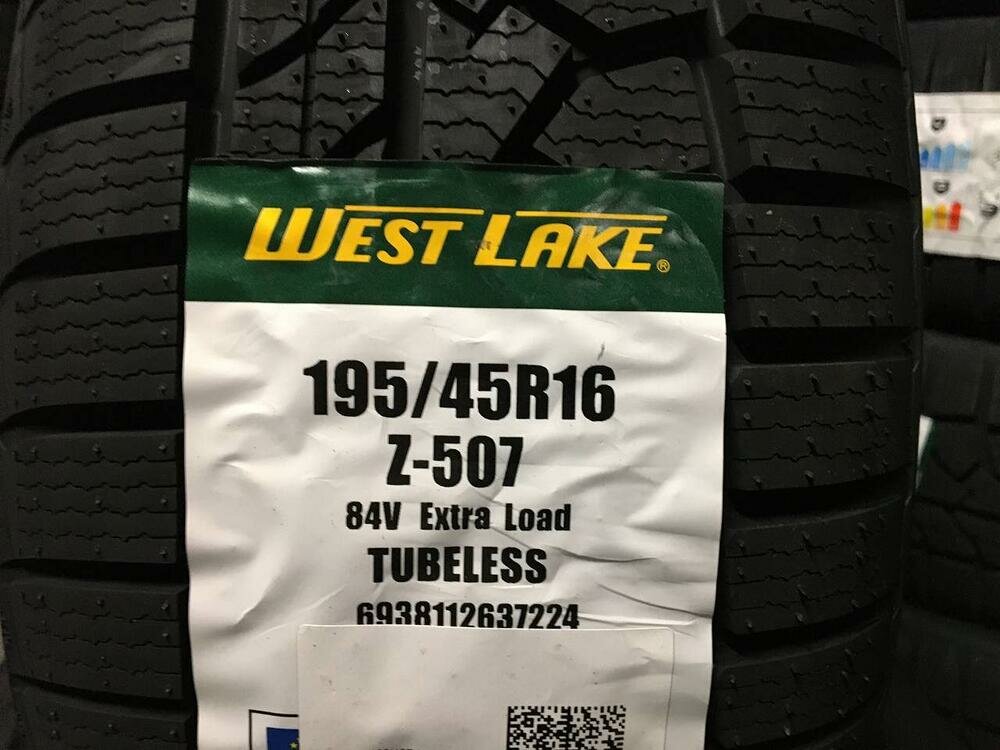 WEST LAKE®
195/45R16
Z-507
84V Extra Load
TUBELESS
6938112637224